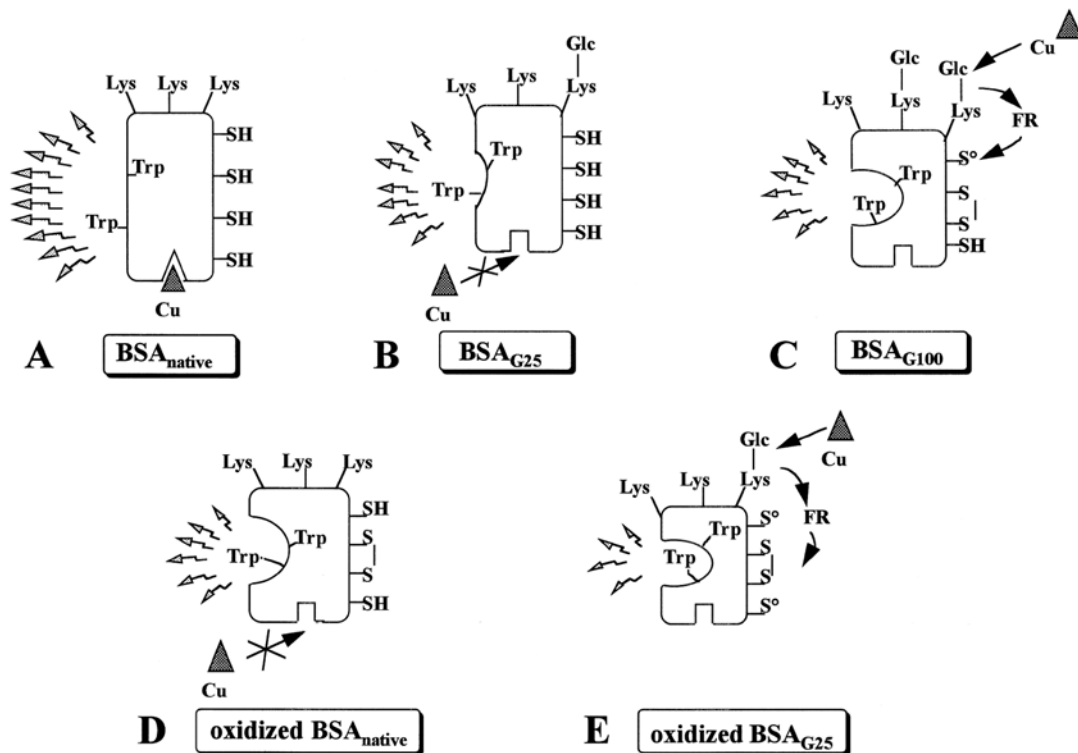 Lys Lys Lys
Trp
Trp
SH
SH
SH
SH
Cu
A
BSAnative
Glc
Lys
Lys
Lys
Trp
Trp
SH
SH
SH
SH
Cu
B
BSAG25
Cu
Glc
Glc
Lys
Lys
Lys
FR
Trp
Trp
S°
S
S
SH
C
BSAG100
Lys Lys Lys
Trp
Trp
SH
S
S
SH
Cu
D
oxidized BSAnative
Glc
Cu
Lys
Lys
Lys
FR
Trp
Trp
S°
S
S
S°
E
oxidized BSAG25